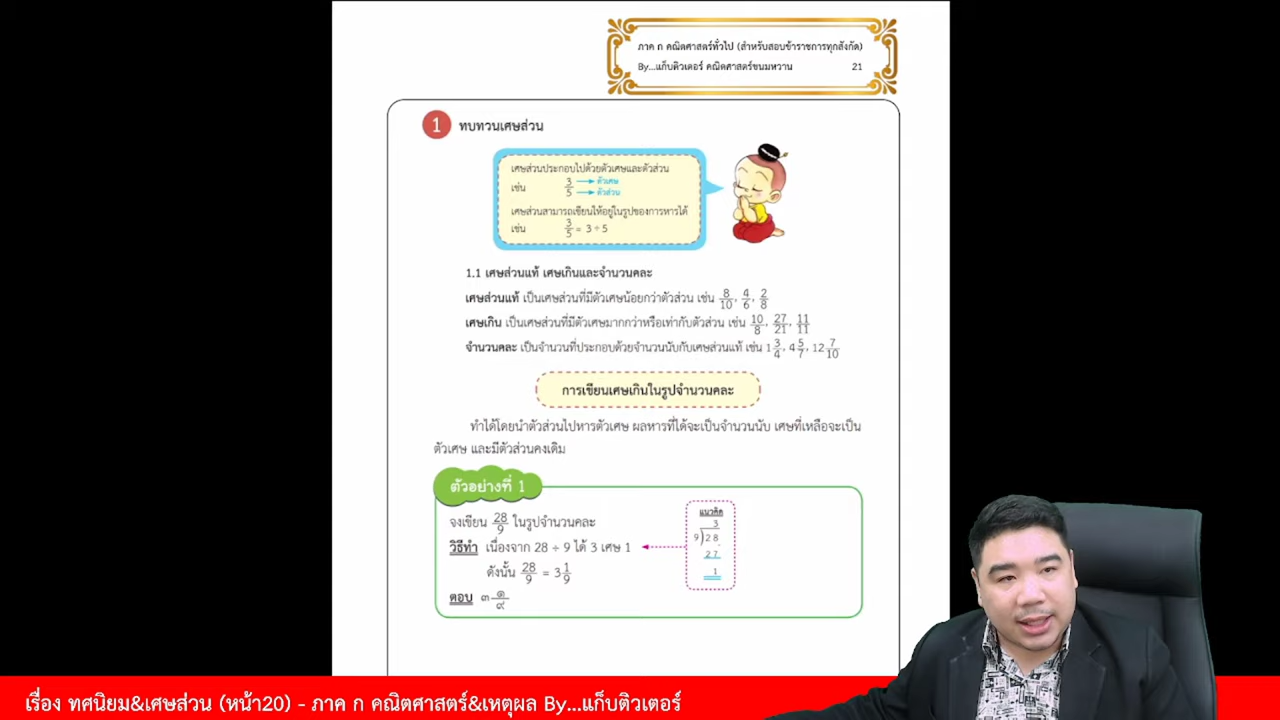 ภาค ก คณิตศาสตร์ทั่วไป (สำหรับสอบข้าราชการทุกสังกัด)
By...แก็บติวเตอร์ คณิตศาสตร์ขนมหวาน 21
1 ทบทวนเศษส่วน
เศษส่วนประกอบไปด้วยตัวเศษและตัวส่วน
เช่น 3/5 ตัวเศษ ตัวส่วน
เศษส่วนสามารถเขียนให้อยู่ในรูปของการหารได้
เช่น 3/5 = 3 ÷ 5
1.1 เศษส่วนแท้ เศษเกินและจำนวนคละ
เศษส่วนแท้ เป็นเศษส่วนที่มีตัวเศษน้อยกว่าตัวส่วน เช่น 8/10, 4/6, 2/8
เศษเกิน เป็นเศษส่วนที่มีตัวเศษมากกว่าหรือเท่ากับตัวส่วน เช่น 10/8, 27/21, 11/11
จำนวนคละ เป็นจำนวนที่ประกอบด้วยจำนวนนับกับเศษส่วนแท้ เช่น 1 3/4, 4 5/7, 12 7/10
การเขียนเศษเกินในรูปจำนวนคละ
ทำได้โดยนำตัวส่วนไปหารตัวเศษ ผลหารที่ได้จะเป็นจำนวนนับ เศษที่เหลือจะเป็น
ตัวเศษ และมีตัวส่วนคงเดิม
ตัวอย่างที่ 1
จงเขียน 28/9 ในรูปจำนวนคละ
วิธีทำ เนื่องจาก 28 ÷ 9 ได้ 3 เศษ 1
ดังนั้น 28/9 = 3 1/9
ตอบ ๓ ๑/๙
แนวคิด
3
9)28
27
1
เรื่อง ทศนิยม&เศษส่วน (หน้า20) - ภาค ก คณิตศาสตร์&เหตุผล By...แก็บติวเตอร์